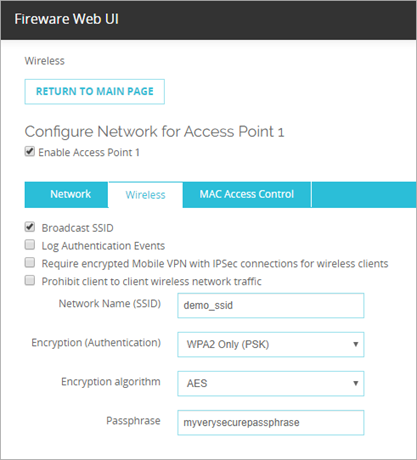 Fireware Web UI
Wireless
RETURN TO MAIN PAGE
Configure Network for Access Point 1
Enable Access Point 1
Network Wireless MAC Access Control
Broadcast SSID
Log Authentication Events
Require encrypted Mobile VPN with IPSec connections for wireless clients
Prohibit client to client wireless network traffic
Network Name (SSID) demo_ssid
Encryption (Authentication) WPA2 Only (PSK)
Encryption algorithm AES
Passphrase myverysecurepassphrase